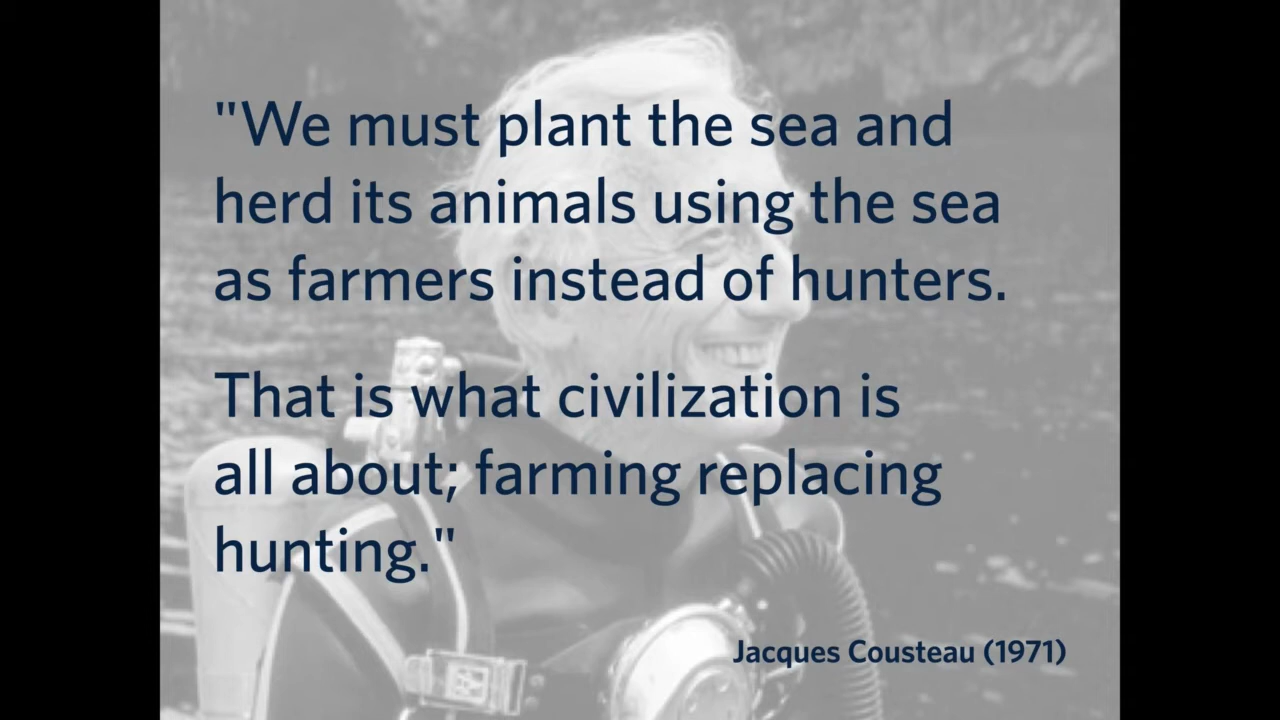 "We must plant the sea and
herd its animals using the sea
as farmers instead of hunters.
That is what civilization is
all about; farming replacing
hunting."
Jacques Cousteau (1971)